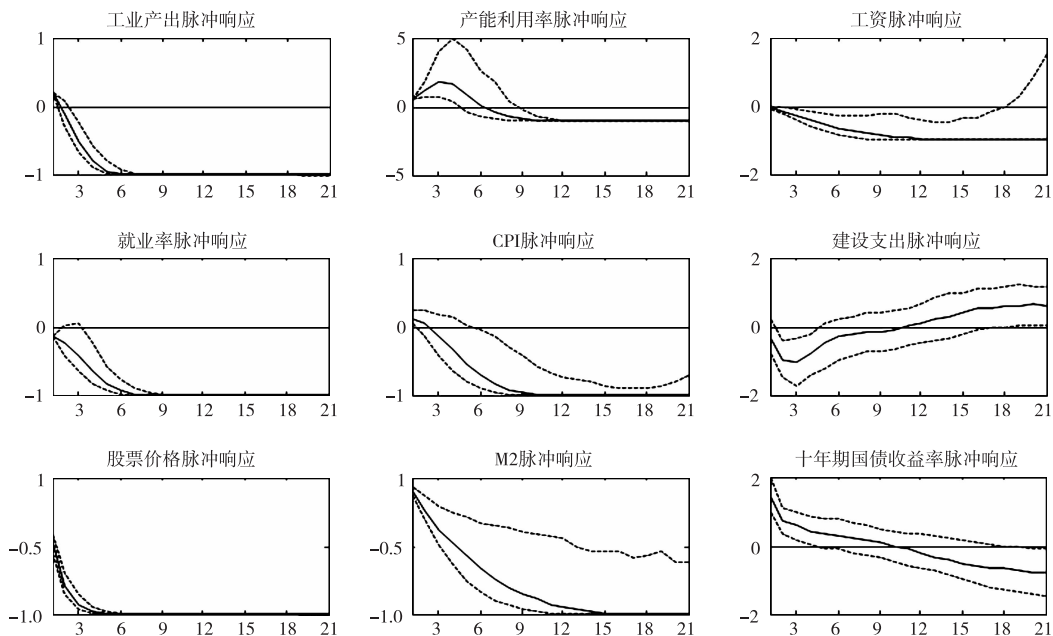 工业产出脉冲响应 产能利用率脉冲响应 工资脉冲响应
1 5 2
0 0 0
−1 −5 −2
3 6 9 12 15 18 21 3 6 9 12 15 18 21 3 6 9 12 15 18 21
就业率脉冲响应 CPI脉冲响应 建设支出脉冲响应
1 1 2
0 0 0
−1 −1 −2
3 6 9 12 15 18 21 3 6 9 12 15 18 21 3 6 9 12 15 18 21
股票价格脉冲响应 M2脉冲响应 十年期国债收益率脉冲响应
1 1 2
−0.5 −0.5 0
−1.0 −1.0 −2
3 6 9 12 15 18 21 3 6 9 12 15 18 21 3 6 9 12 15 18 21